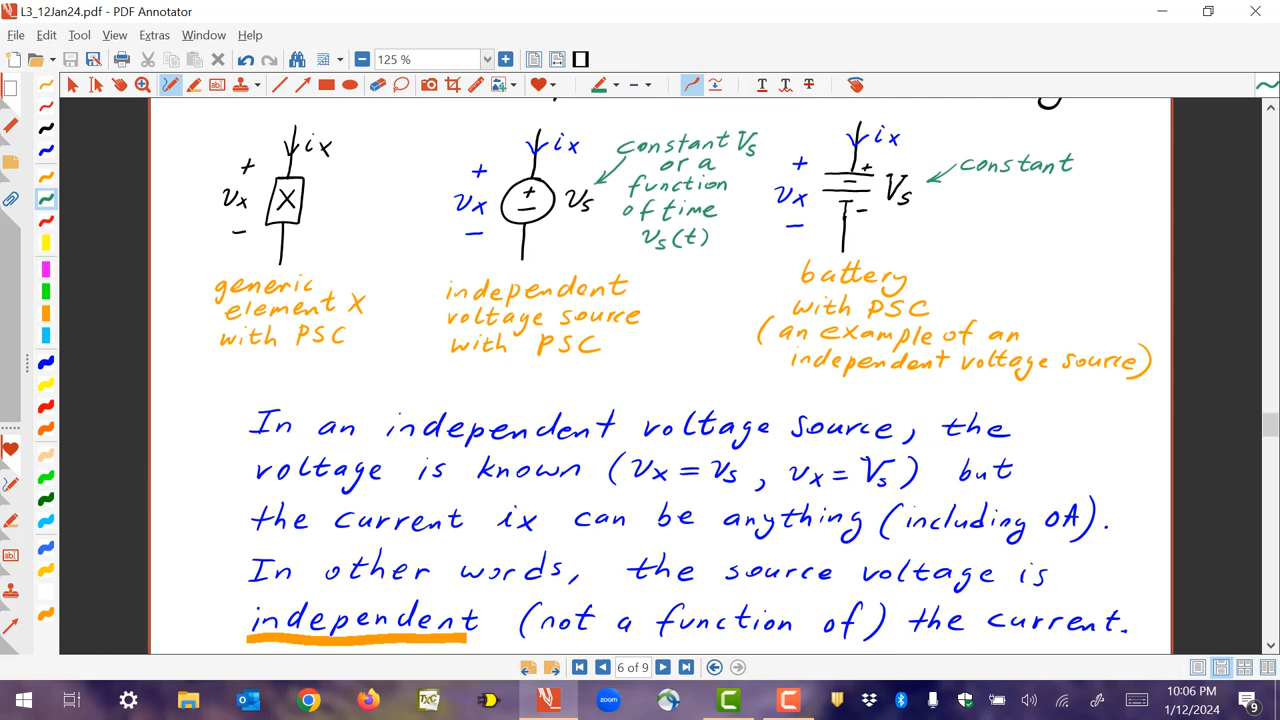 L3_12Jan24.pdf - PDF Annotator
File Edit Tool View Extras Window Help
125 %
ix
+
vx
−
X
ix
+
vx
−
+
−
vs
constant Vs
or a
function
of time
vs(t)
ix
+
vx
−
+
−
Vs
constant
generic
element X
with PSC
independent
voltage source
with PSC
battery
with PSC
(an example of an
independent voltage source)
In an independent voltage source, the
voltage is known (vx = vs, vx = Vs) but
the current ix can be anything (including 0A).
In other words, the source voltage is
independent (not a function of) the current.
6 of 9
zoom
10:06 PM
1/12/2024
9